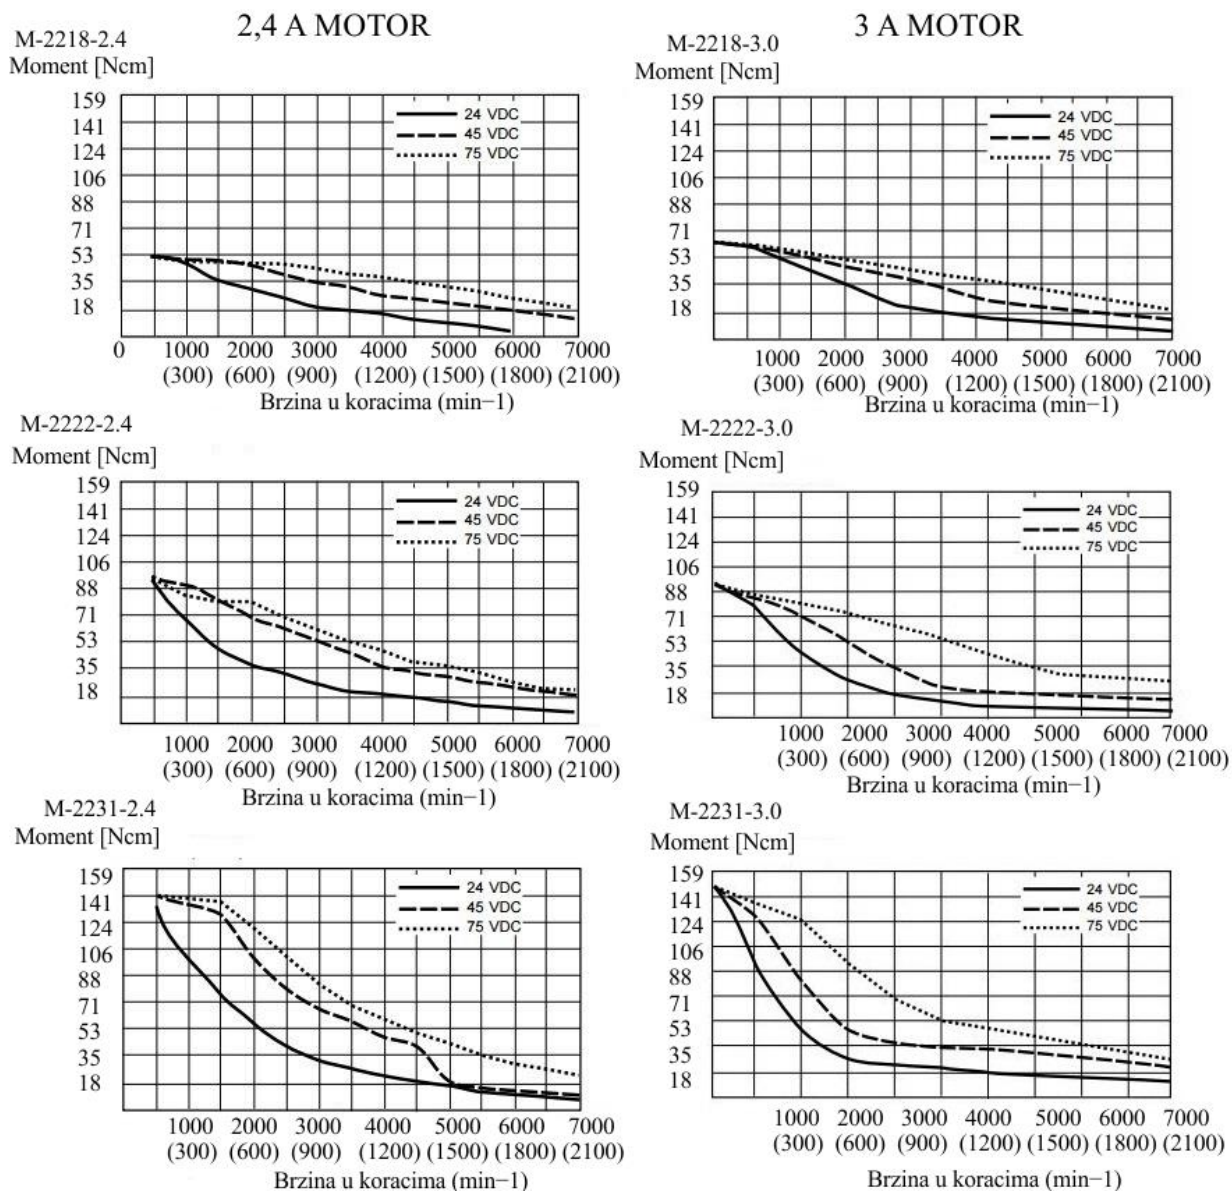 2,4 A MOTOR
3 A MOTOR
M-2218-2.4
Moment [Ncm]
159
141
124
106
88
71
53
35
18
24 VDC
45 VDC
75 VDC
0 1000 2000 3000 4000 5000 6000 7000
(300) (600) (900) (1200) (1500) (1800) (2100)
Brzina u koracima (min−1)
M-2218-3.0
Moment [Ncm]
159
141
124
106
88
71
53
35
18
24 VDC
45 VDC
75 VDC
1000 2000 3000 4000 5000 6000 7000
(300) (600) (900) (1200) (1500) (1800) (2100)
Brzina u koracima (min−1)
M-2222-2.4
Moment [Ncm]
159
141
124
106
88
71
53
35
18
24 VDC
45 VDC
75 VDC
1000 2000 3000 4000 5000 6000 7000
(300) (600) (900) (1200) (1500) (1800) (2100)
Brzina u koracima (min−1)
M-2222-3.0
Moment [Ncm]
159
141
124
106
88
71
53
35
18
24 VDC
45 VDC
75 VDC
1000 2000 3000 4000 5000 6000 7000
(300) (600) (900) (1200) (1500) (1800) (2100)
Brzina u koracima (min−1)
M-2231-2.4
Moment [Ncm]
159
141
124
106
88
71
53
35
18
24 VDC
45 VDC
75 VDC
1000 2000 3000 4000 5000 6000 7000
(300) (600) (900) (1200) (1500) (1800) (2100)
Brzina u koracima (min−1)
M-2231-3.0
Moment [Ncm]
159
141
124
106
88
71
53
35
18
24 VDC
45 VDC
75 VDC
1000 2000 3000 4000 5000 6000 7000
(300) (600) (900) (1200) (1500) (1800) (2100)
Brzina u koracima (min−1)